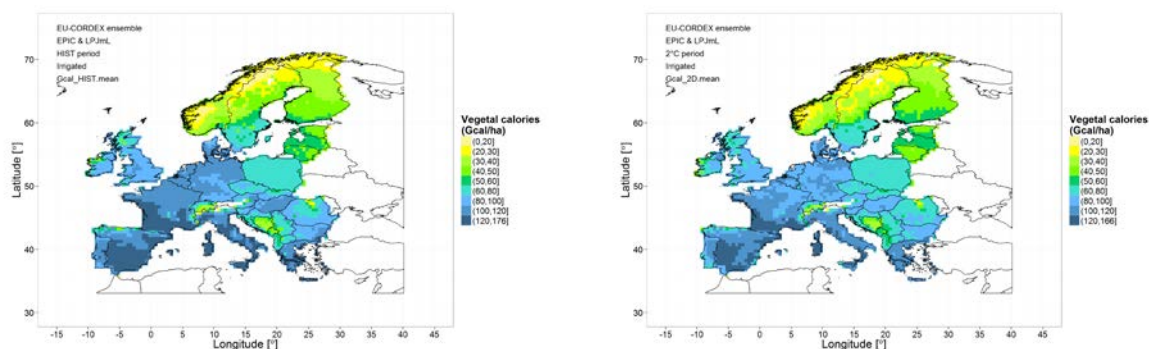 EU-CORDEX ensemble
EPIC & LPJmL
HIST period
Irrigated
Gcal_HIST.mean
Latitude [°]
70
60
50
40
30
-15 -10 -5 0 5 10 15 20 25 30 35 40 45
Longitude [°]
Vegetal calories
(Gcal/ha)
(0,20]
(20,30]
(30,40]
(40,50]
(50,60]
(60,80]
(80,100]
(100,120]
(120,176]
EU-CORDEX ensemble
EPIC & LPJmL
2°C period
Irrigated
Gcal_2D.mean
Latitude [°]
70
60
50
40
30
-15 -10 -5 0 5 10 15 20 25 30 35 40 45
Longitude [°]
Vegetal calories
(Gcal/ha)
(0,20]
(20,30]
(30,40]
(40,50]
(50,60]
(60,80]
(80,100]
(100,120]
(120,166]